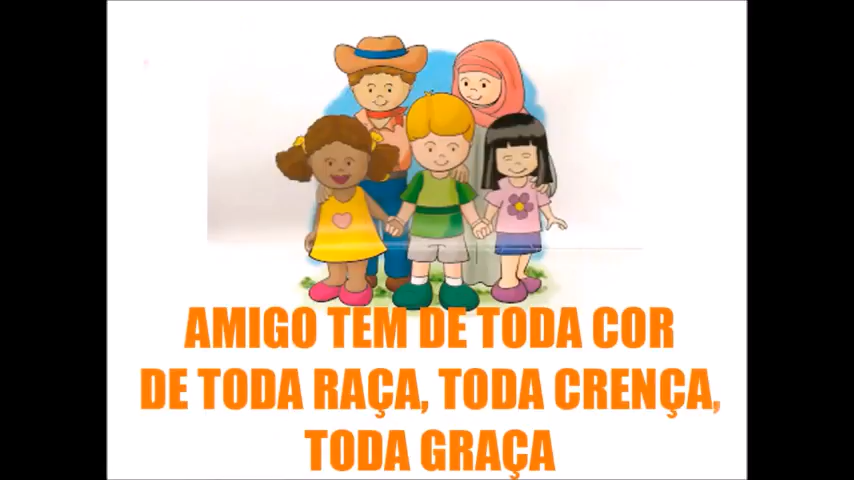 AMIGO TEM DE TODA COR
DE TODA RAÇA, TODA CRENÇA,
TODA GRAÇA